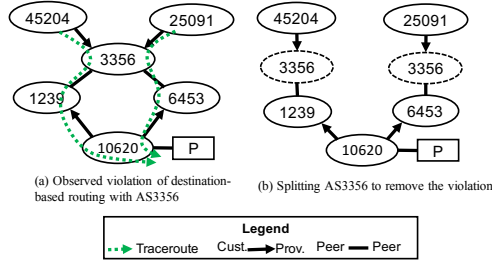 45204
25091
3356
1239
6453
10620
P
(a) Observed violation of destination-
based routing with AS3356
45204
25091
3356
3356
1239
6453
10620
P
(b) Splitting AS3356 to remove the violation.
Legend
Traceroute Cust. Prov. Peer Peer